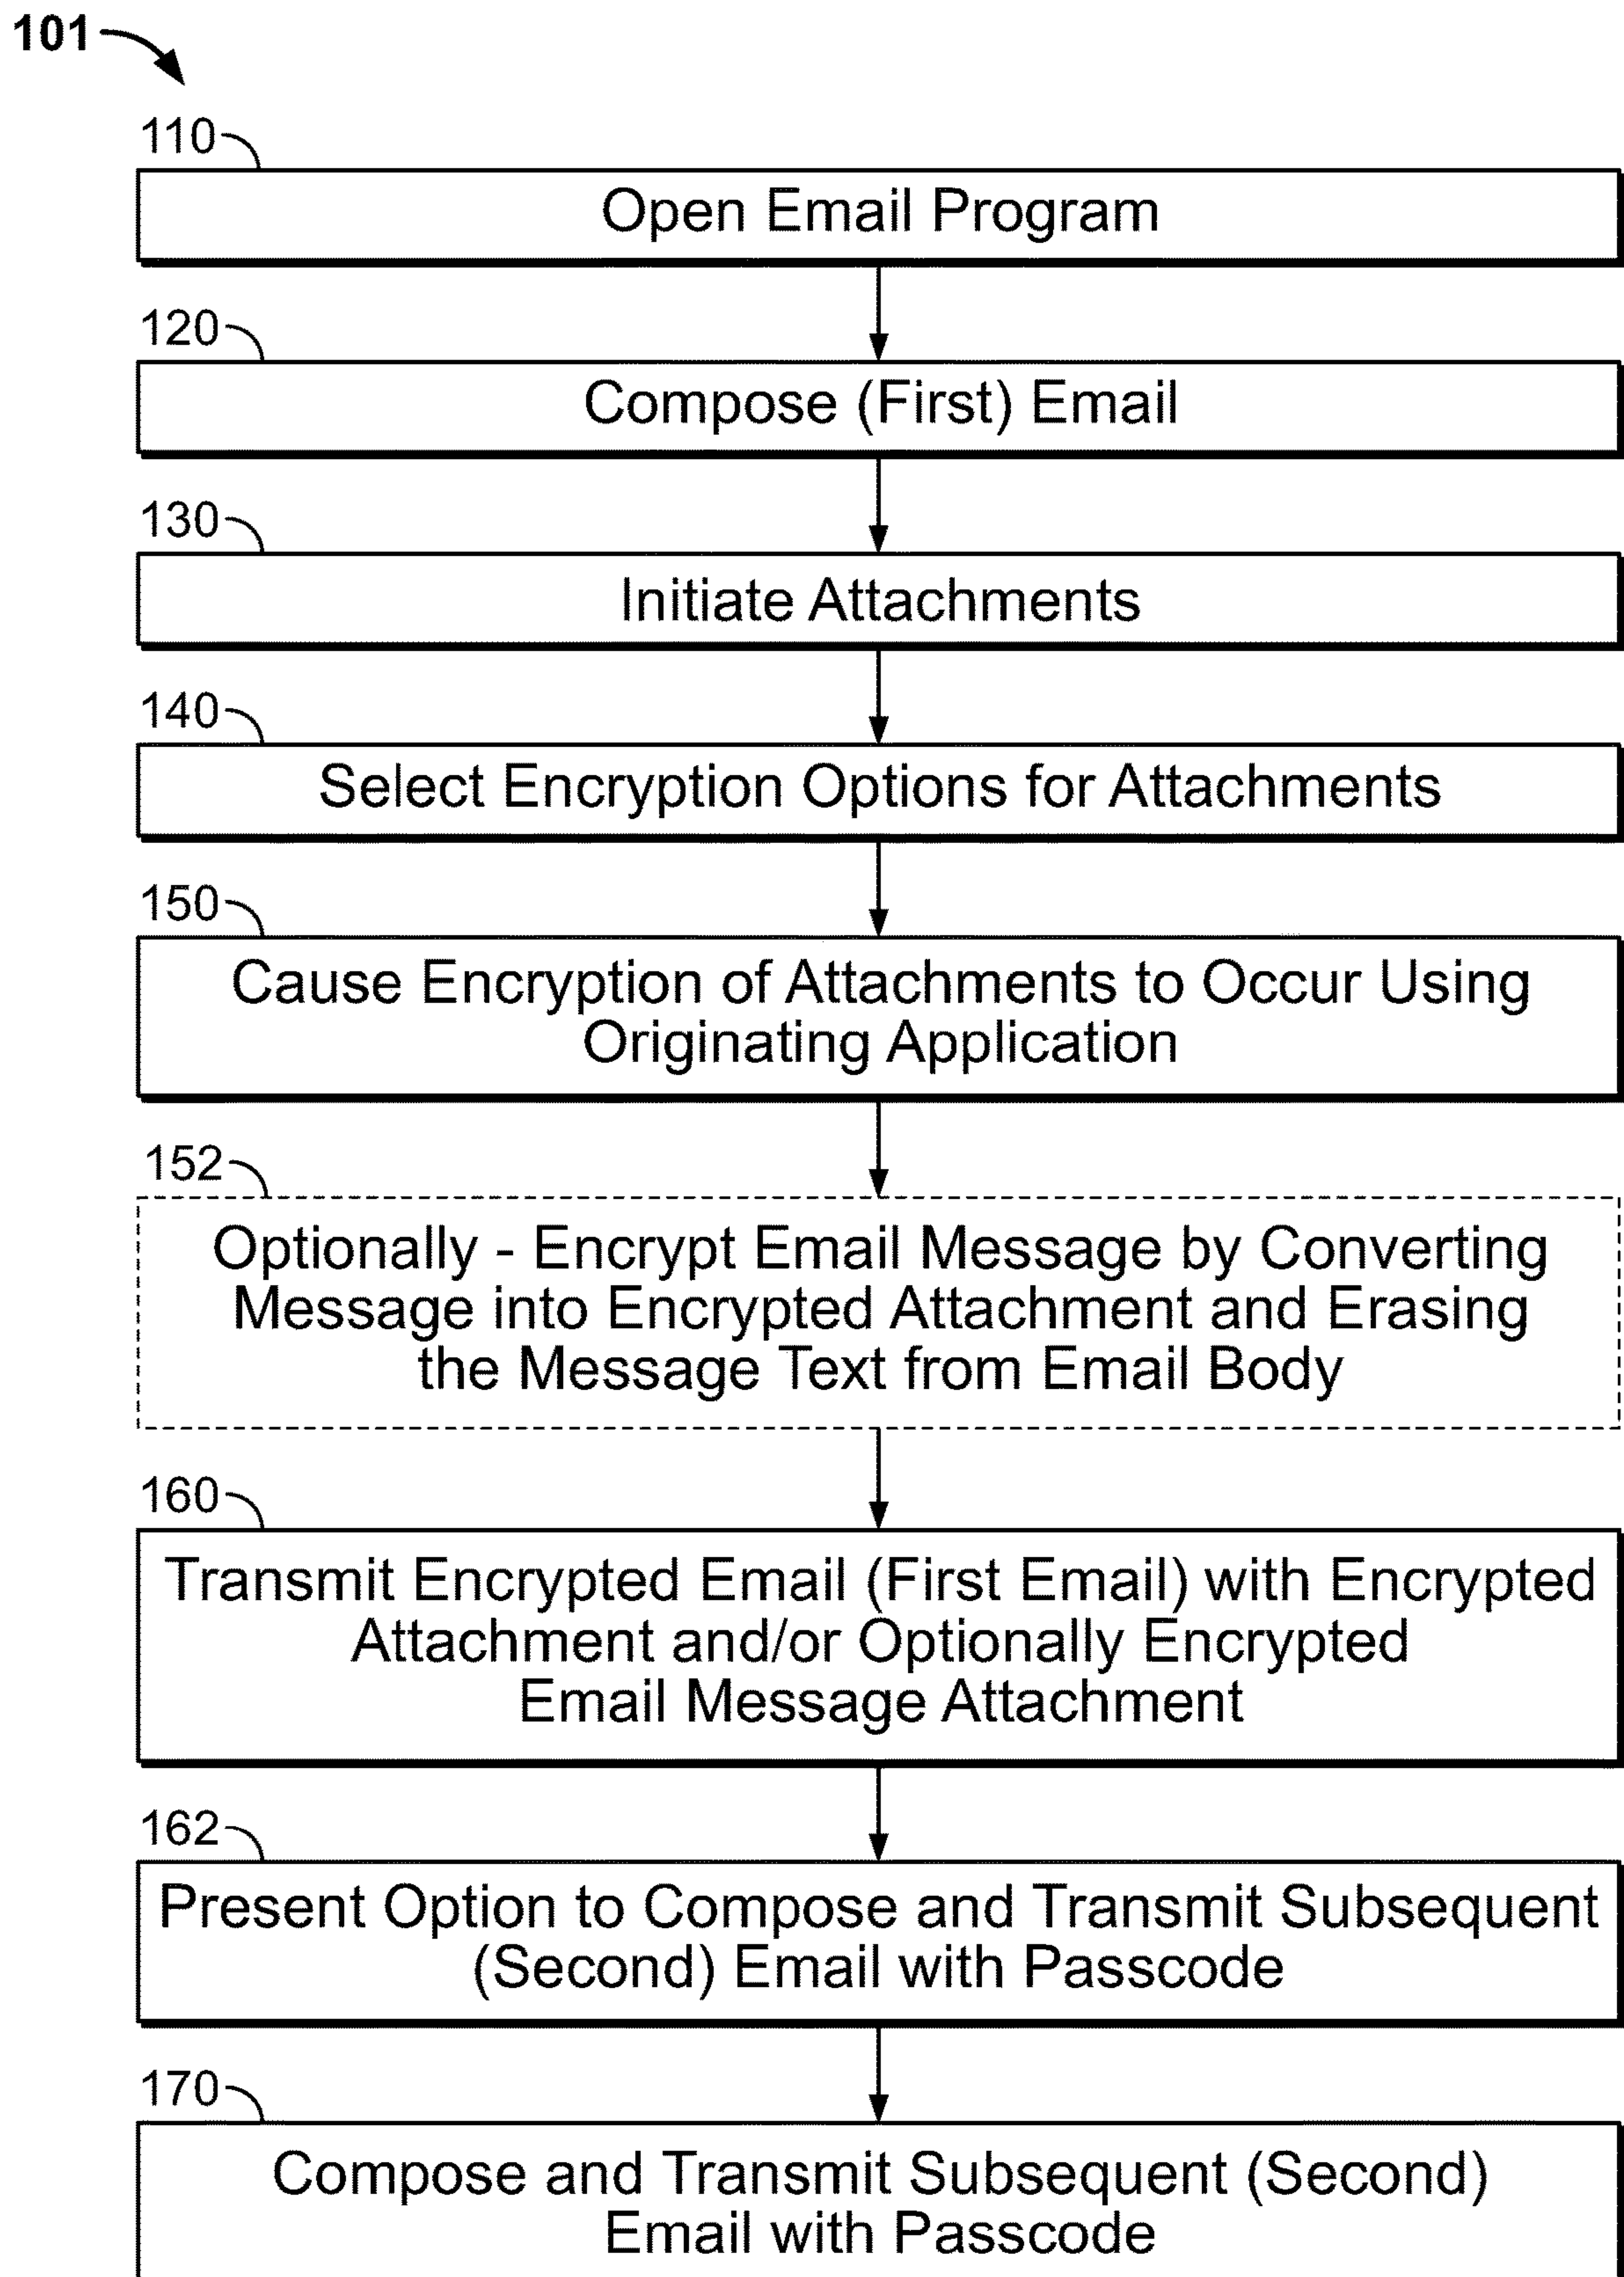 101
110
Open Email Program
120
Compose (First) Email
130
Initiate Attachments
140
Select Encryption Options for Attachments
150
Cause Encryption of Attachments to Occur Using
Originating Application
152
Optionally - Encrypt Email Message by Converting
Message into Encrypted Attachment and Erasing
the Message Text from Email Body
160
Transmit Encrypted Email (First Email) with Encrypted
Attachment and/or Optionally Encrypted
Email Message Attachment
162
Present Option to Compose and Transmit Subsequent
(Second) Email with Passcode
170
Compose and Transmit Subsequent (Second)
Email with Passcode